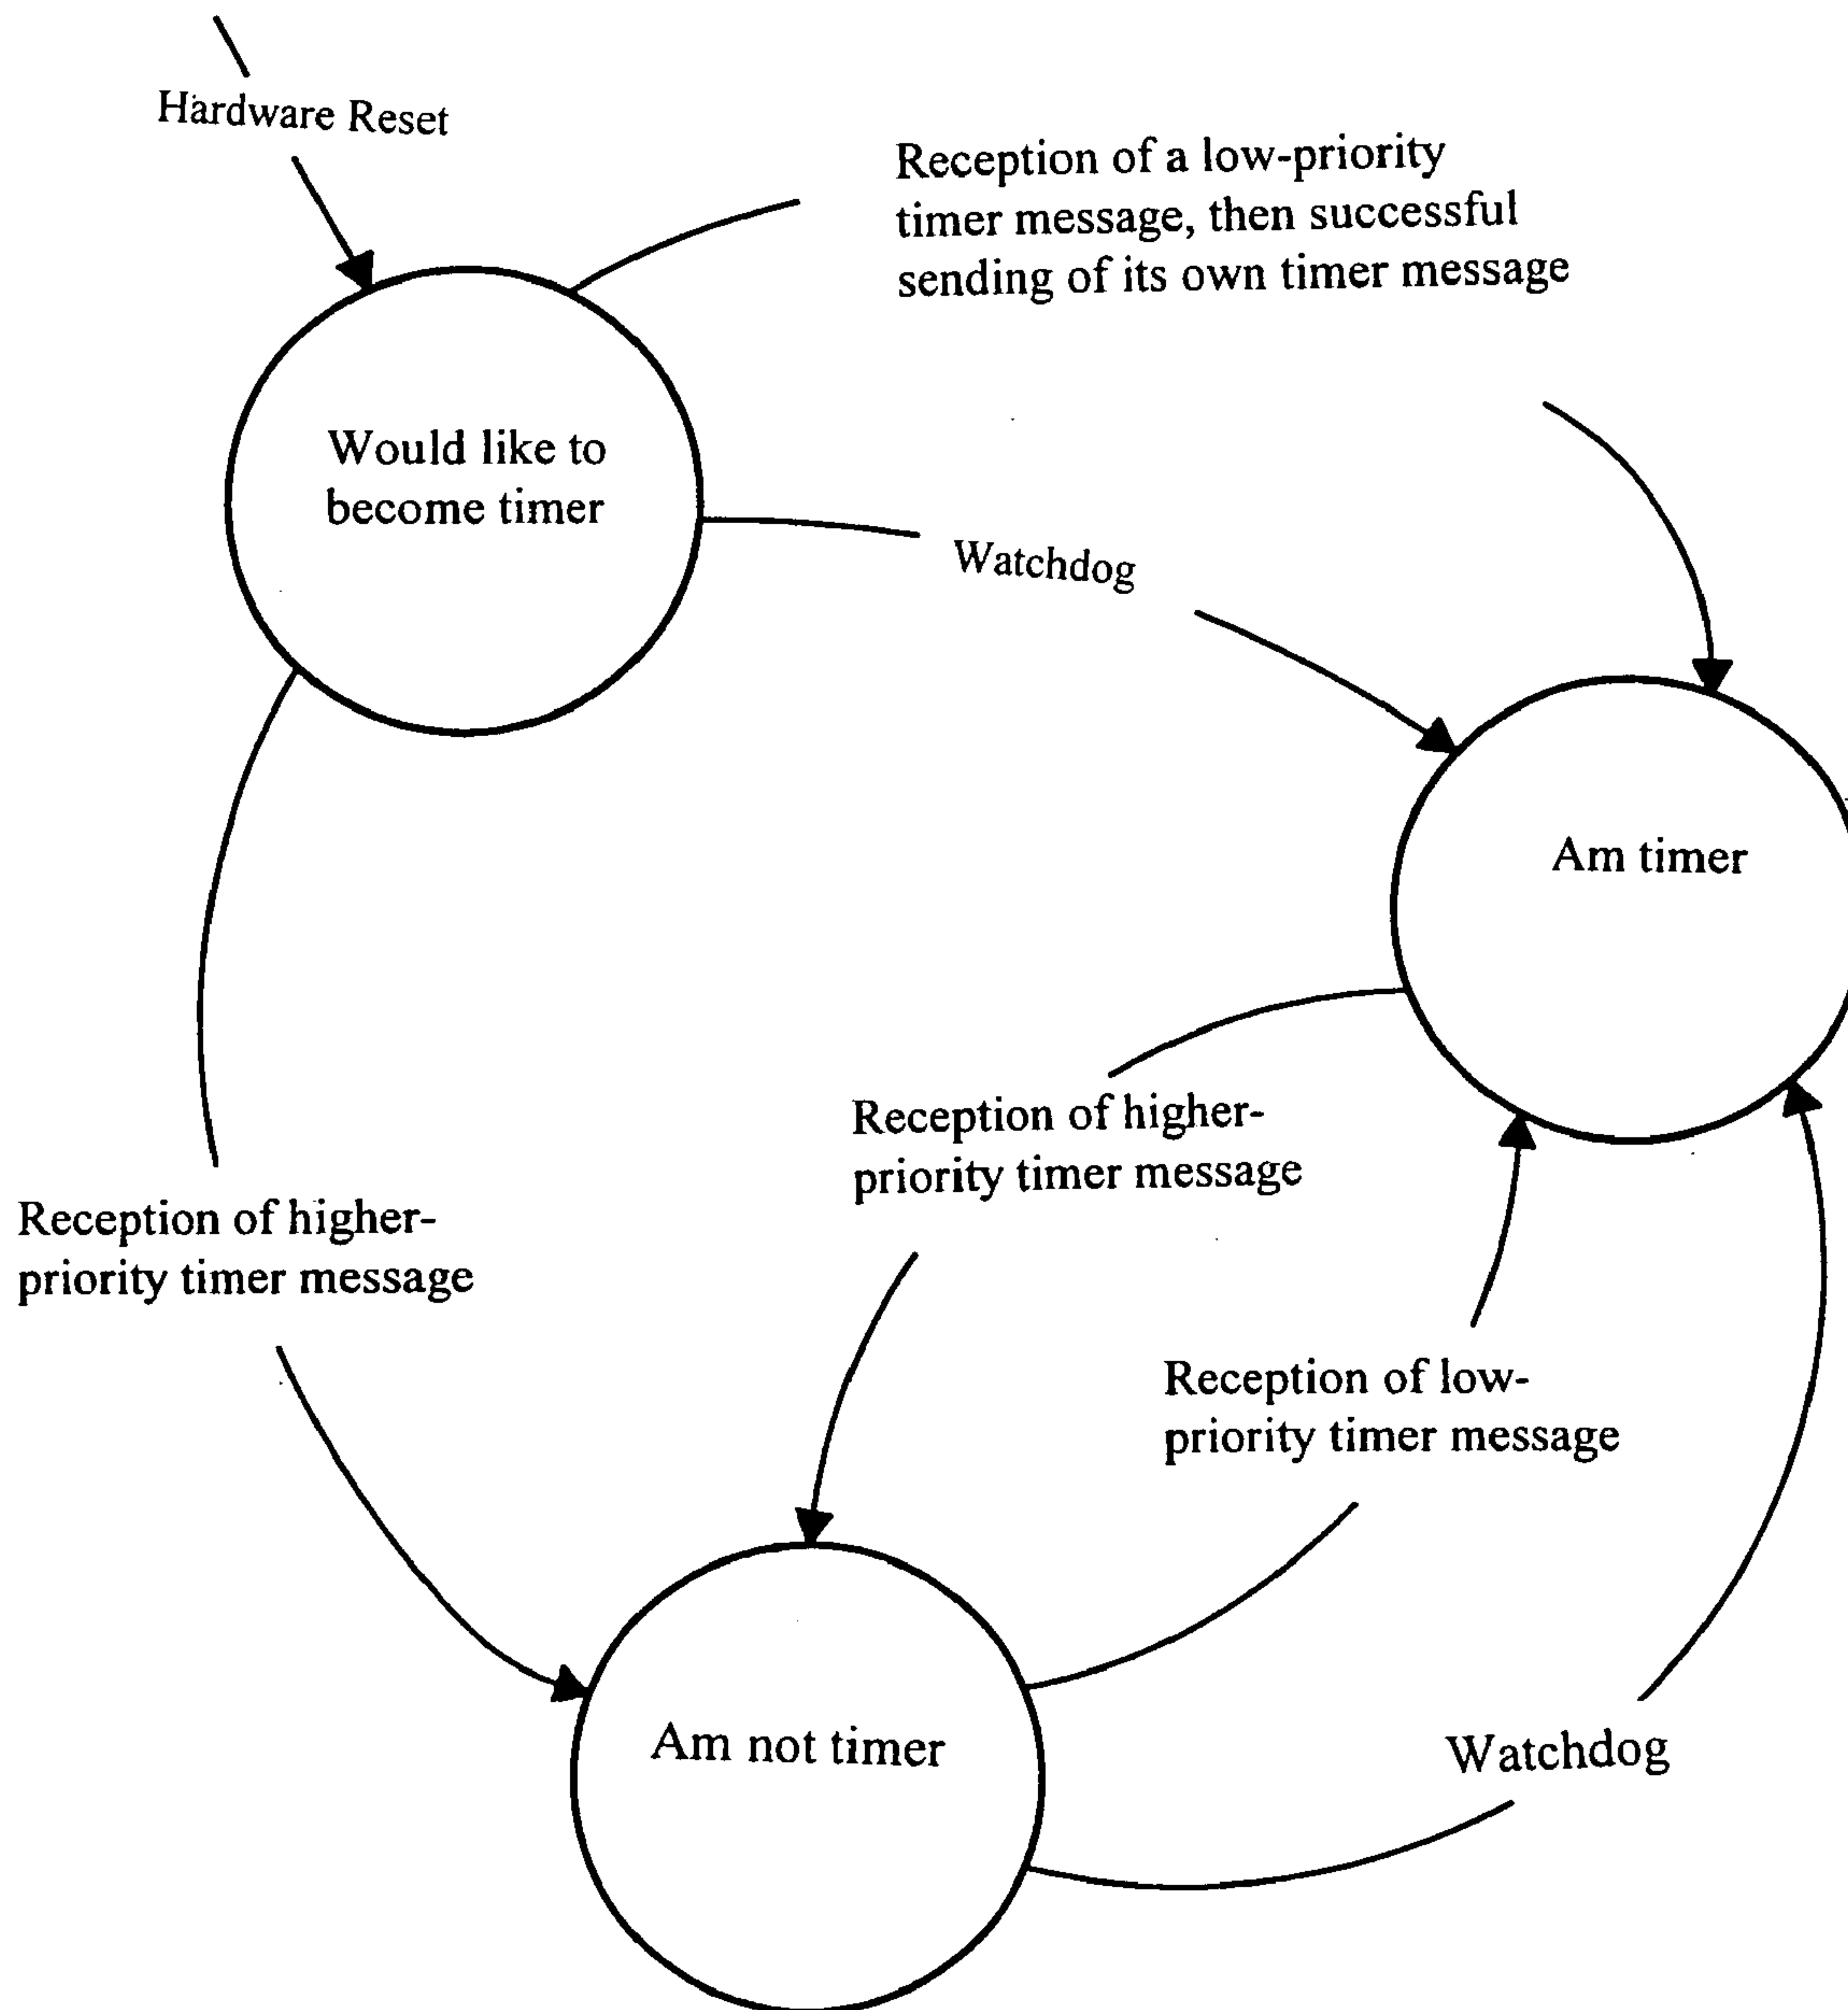 Hardware Reset
Reception of a low-priority
timer message, then successful
sending of its own timer message
Would like to
become timer
Watchdog
Am timer
Reception of higher-
priority timer message
Reception of higher-
priority timer message
Reception of low-
priority timer message
Am not timer
Watchdog